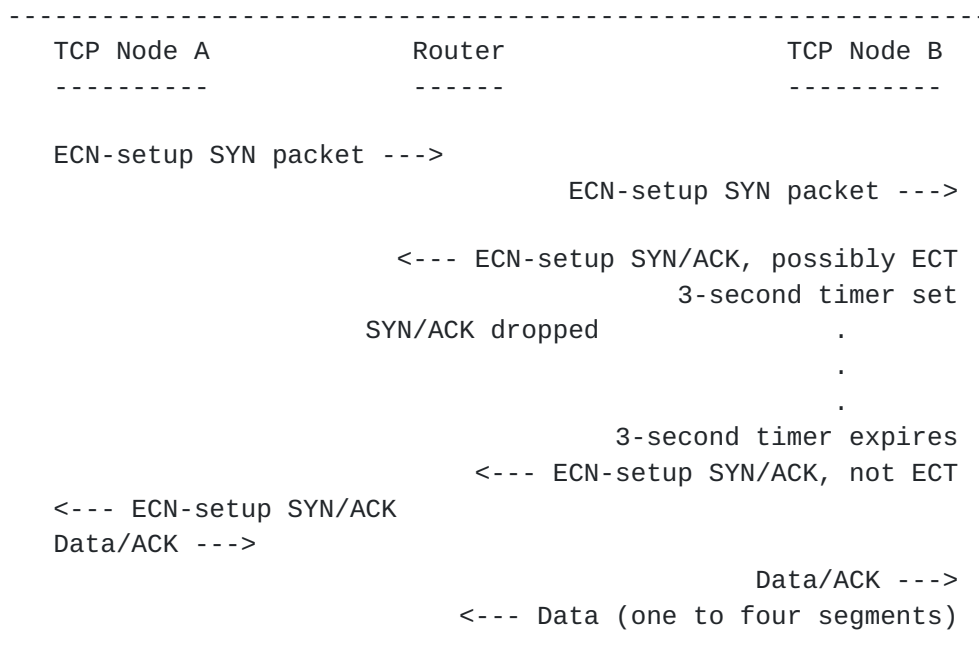 ---------------------------------------------------------------
TCP Node A             Router                  TCP Node B
----------             ------                  ----------
ECN-setup SYN packet --->
ECN-setup SYN packet --->
<--- ECN-setup SYN/ACK, possibly ECT
3-second timer set
SYN/ACK dropped               .
.
.
3-second timer expires
<--- ECN-setup SYN/ACK, not ECT
<--- ECN-setup SYN/ACK
Data/ACK --->
Data/ACK --->
<--- Data (one to four segments)